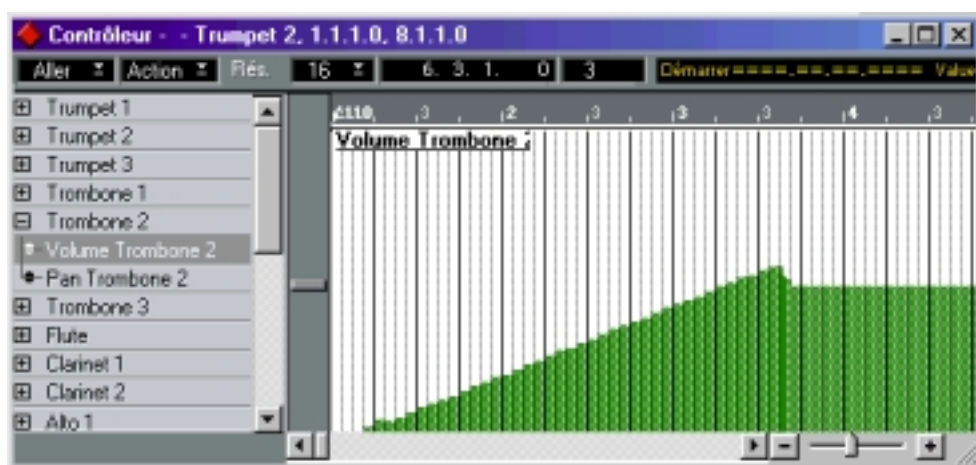 Contrôleur - - Trumpet 2, 1.1.1.0, 8.1.1.0
Aller Action Rés. 16 6. 3. 1. 0 3 Démarrer====.==.==.==== Value
Trumpet 1
Trumpet 2
Trumpet 3
Trombone 1
Trombone 2
Volume Trombone 2
Pan Trombone 2
Trombone 3
Flute
Clarinet 1
Clarinet 2
Alto 1
,3 ,2 ,3 ,3 ,3 ,4 ,3
Volume Trombone 2